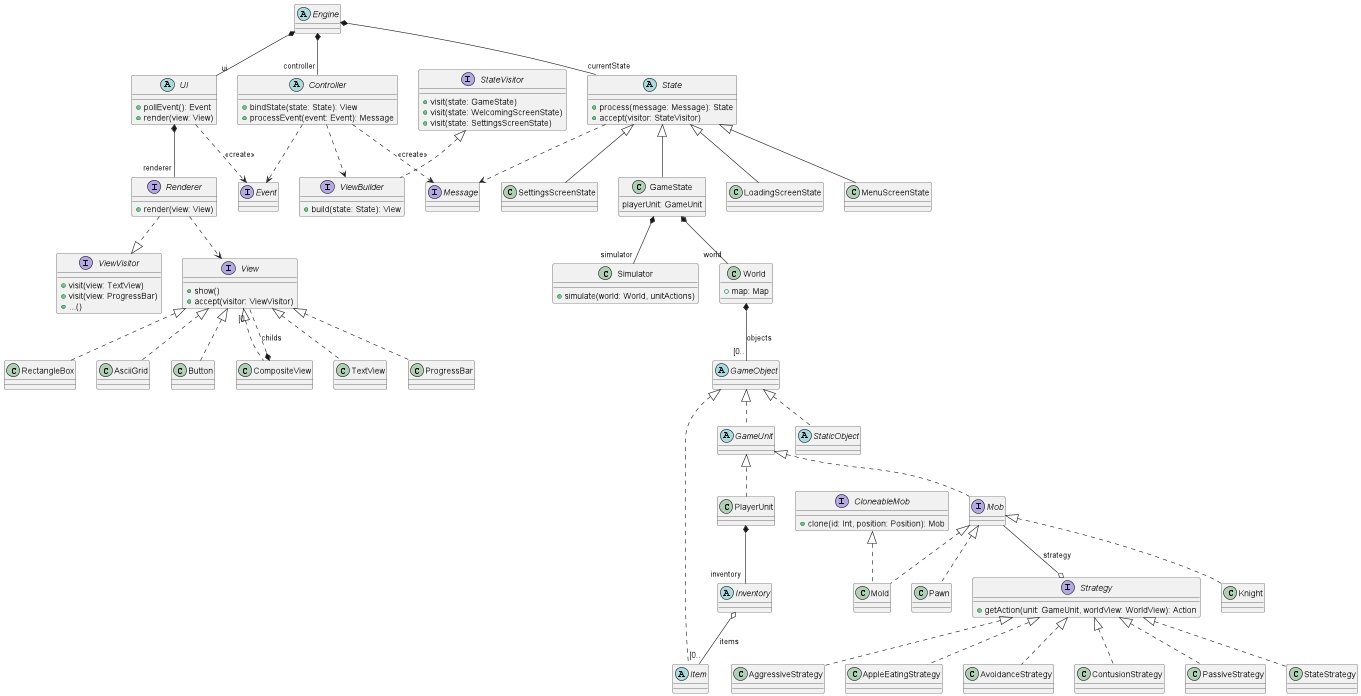 A Engine
ui
controller
currentState
A UI
pollEvent(): Event
render(view: View)
A Controller
bindState(state: State): View
processEvent(event: Event): Message
I StateVisitor
visit(state: GameState)
visit(state: WelcomingScreenState)
visit(state: SettingsScreenState)
A State
process(message: Message): State
accept(visitor: StateVisitor)
«creates»
«creates»
renderer
I Renderer
render(view: View)
I Event
I ViewBuilder
build(state: State): View
I Message
C SettingsScreenState
C GameState
playerUnit: GameUnit
C LoadingScreenState
C MenuScreenState
simulator
world
I ViewVisitor
visit(view: TextView)
visit(view: ProgressBar)
...()
I View
show()
accept(visitor: ViewVisitor)
C Simulator
simulate(world: World, unitActions)
C World
map: Map
[0..
childs
objects
[0..
C RectangleBox
C AsciiGrid
C Button
C CompositeView
C TextView
C ProgressBar
A GameObject
A GameUnit
A StaticObject
C PlayerUnit
I CloneableMob
clone(id: Int, position: Position): Mob
I Mob
strategy
inventory
A Inventory
C Mold
C Pawn
I Strategy
getAction(unit: GameUnit, worldView: WorldView): Action
C Knight
items
[0..
A Item
C AggressiveStrategy
C AppleEatingStrategy
C AvoidanceStrategy
C ContusionStrategy
C PassiveStrategy
C StateStrategy